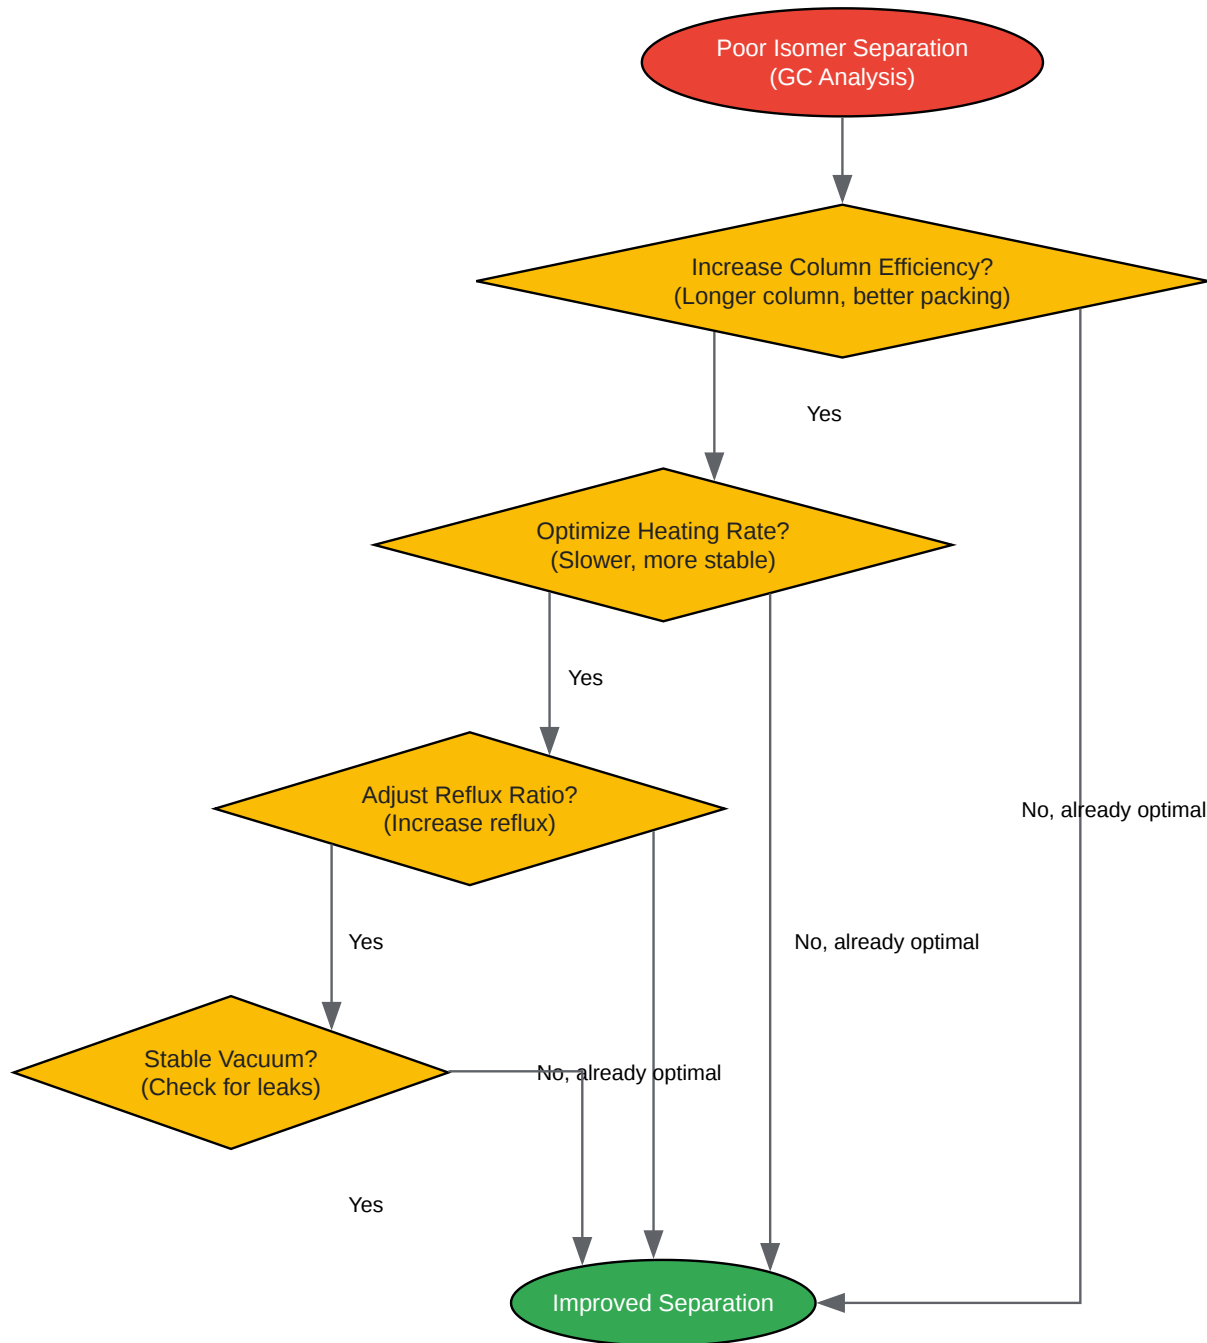 Poor Isomer Separation
(GC Analysis)
Increase Column Efficiency?
(Longer column, better packing)
Yes
Optimize Heating Rate?
(Slower, more stable)
Yes
Adjust Reflux Ratio?
(Increase reflux)
No, already optimal
Yes
No, already optimal
Stable Vacuum?
(Check for leaks)
No, already optimal
Yes
Improved Separation